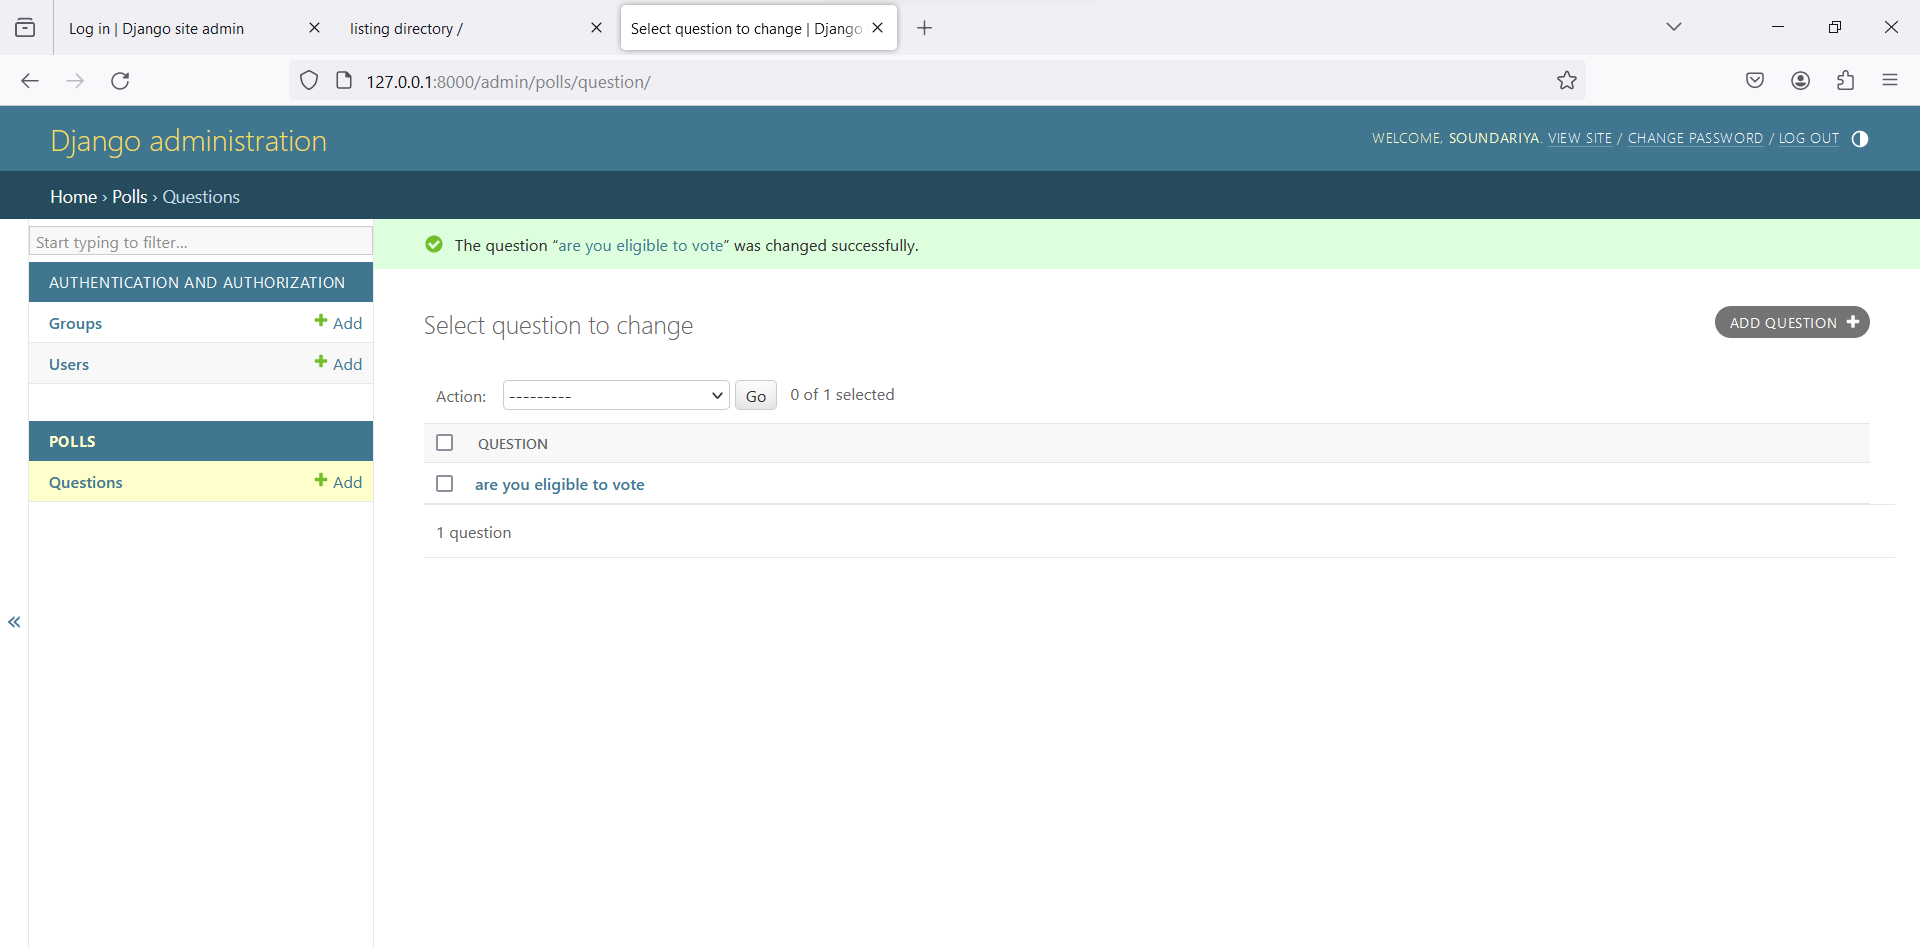 Log in | Django site admin
listing directory /
Select question to change | Django
127.0.0.1:8000/admin/polls/question/
Django administration
WELCOME, SOUNDARIYA. VIEW SITE / CHANGE PASSWORD / LOG OUT
Home › Polls › Questions
Start typing to filter...
The question “are you eligible to vote” was changed successfully.
AUTHENTICATION AND AUTHORIZATION
Groups
Add
Users
Add
POLLS
Questions
Add
Select question to change
ADD QUESTION
Action:
---------
Go
0 of 1 selected
QUESTION
are you eligible to vote
1 question
«